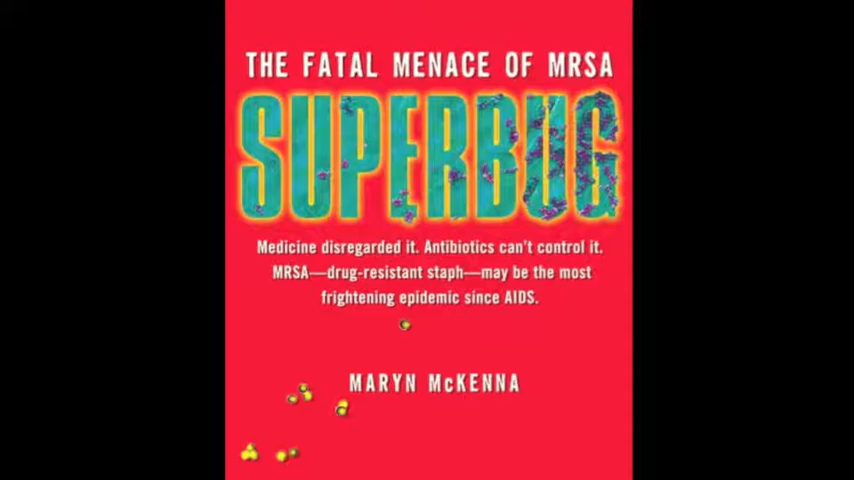 THE FATAL MENACE OF MRSA
SUPERBUG
Medicine disregarded it. Antibiotics can't control it.
MRSA—drug-resistant staph—may be the most
frightening epidemic since AIDS.
MARYN McKENNA